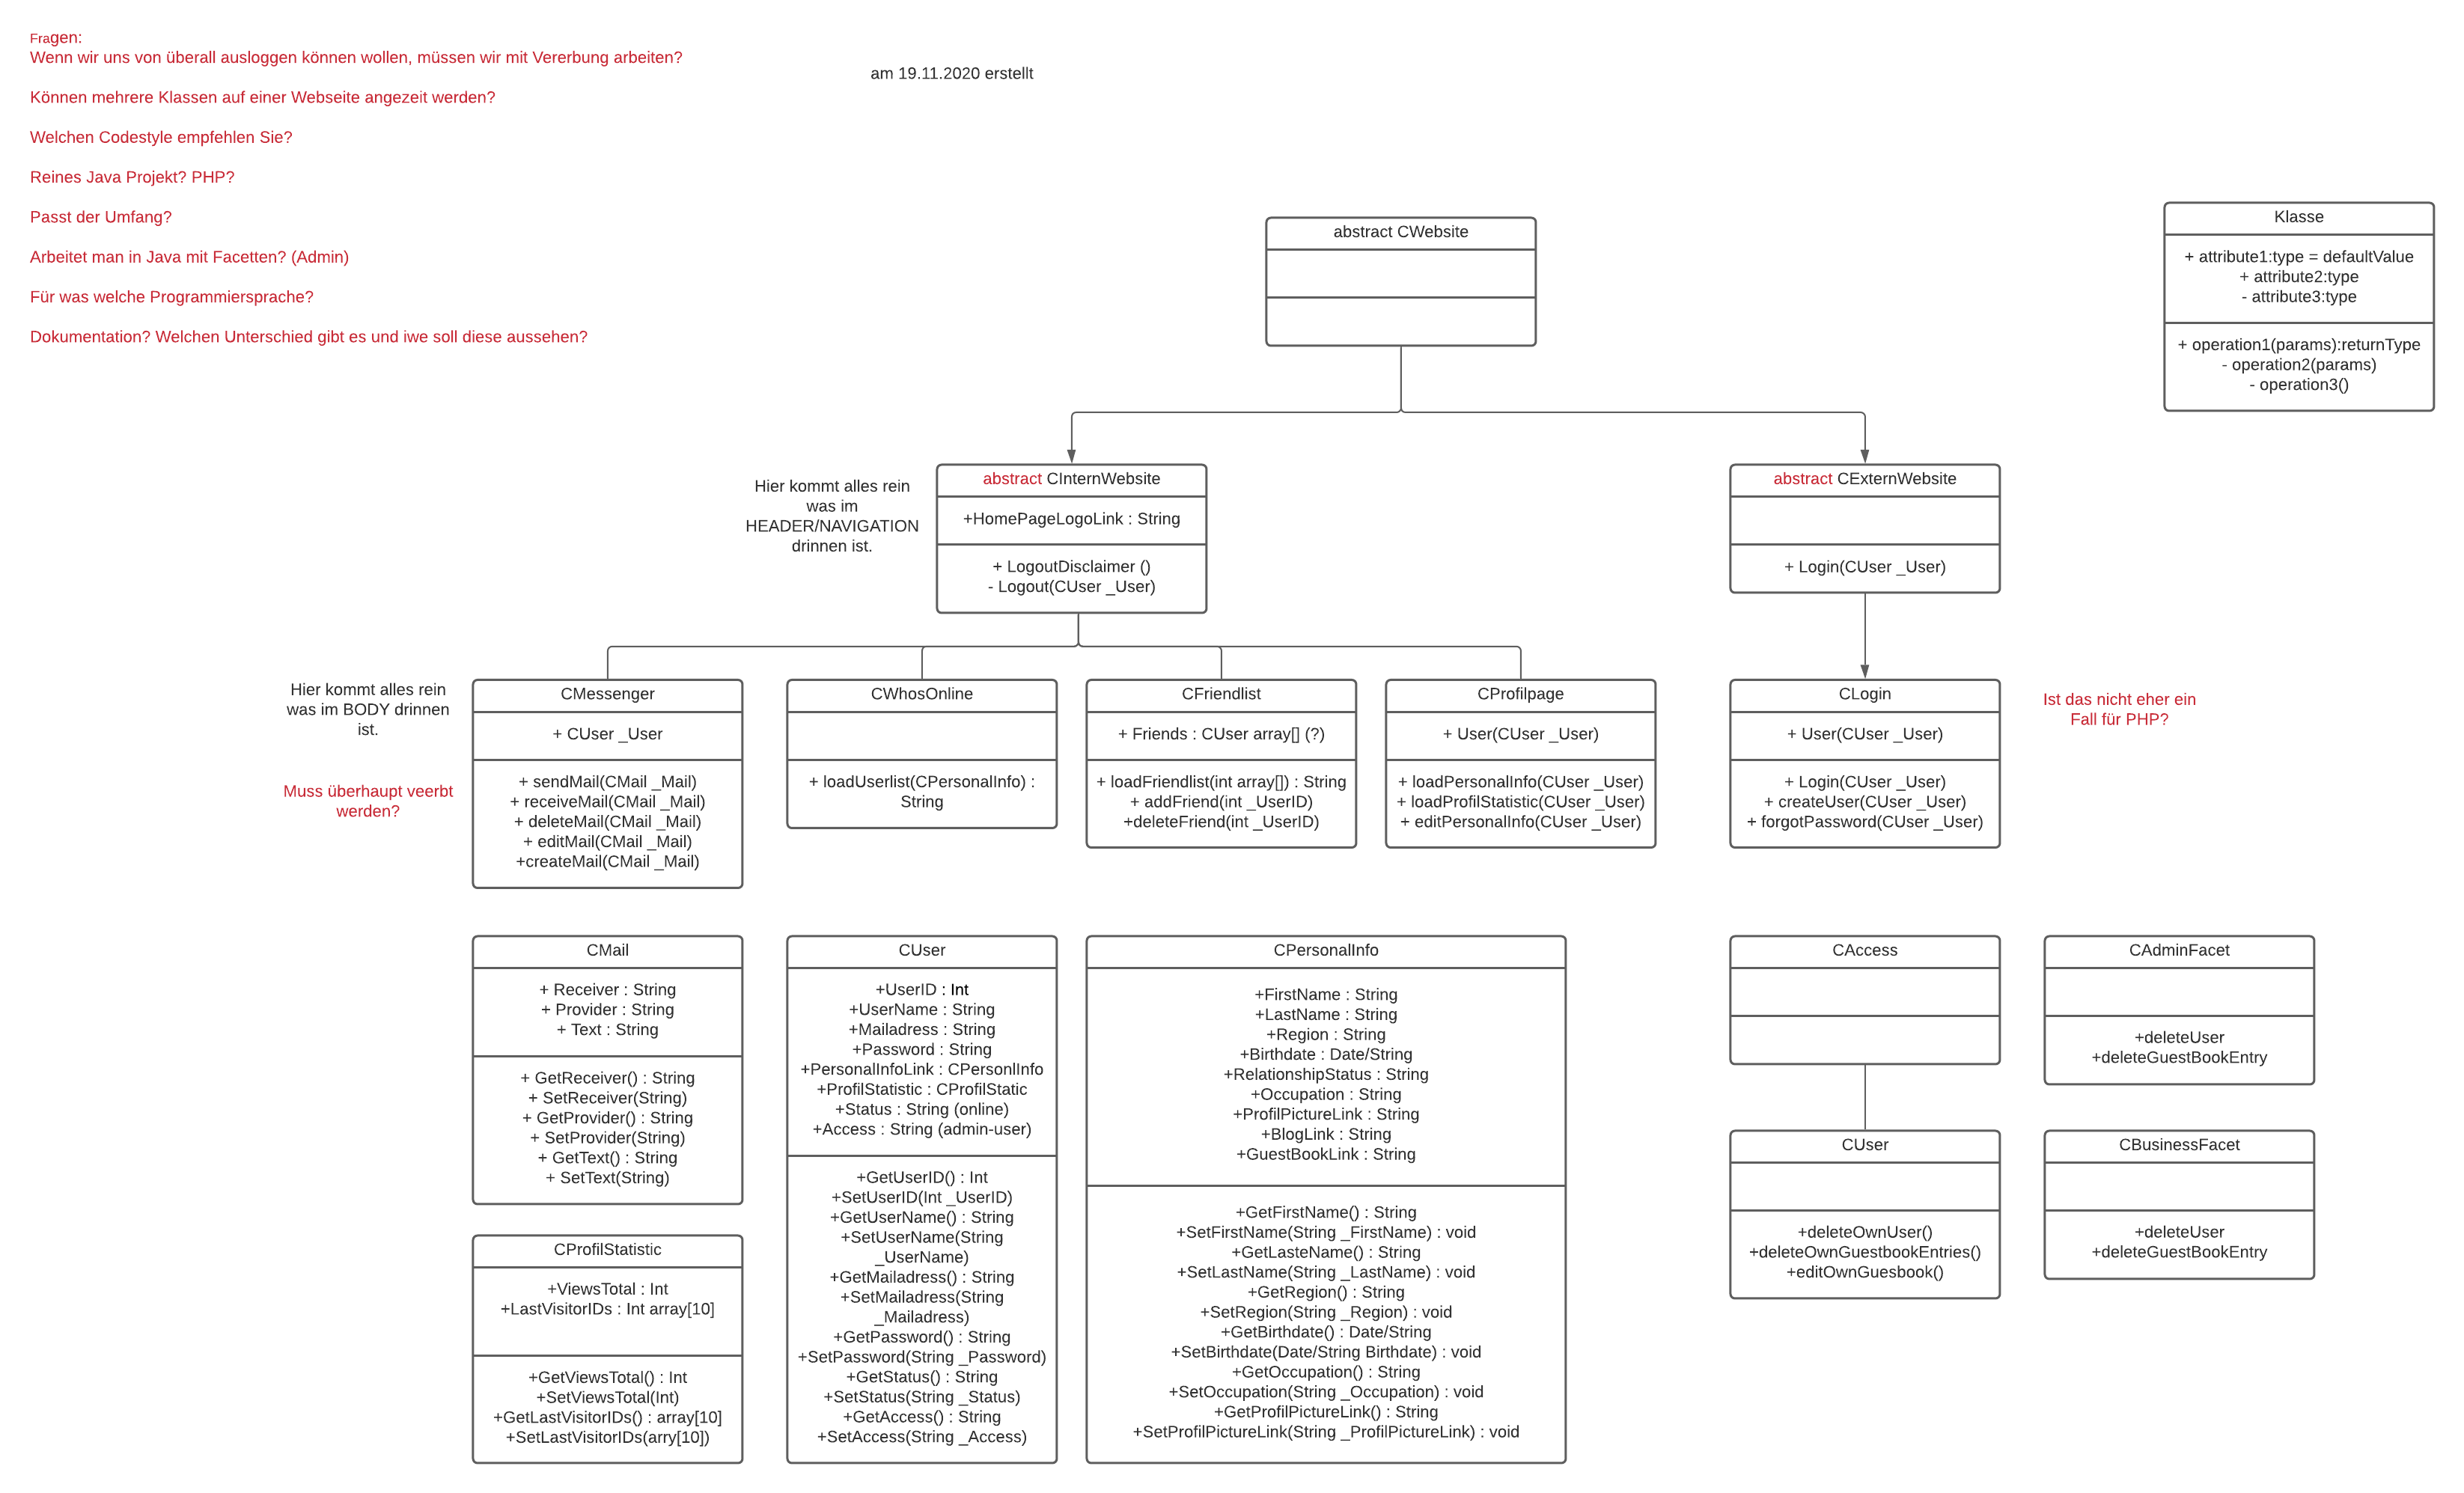 Fragen:
Wenn wir uns von überall ausloggen können wollen, müssen wir mit Vererbung arbeiten?
Können mehrere Klassen auf einer Webseite angezeit werden?
Welchen Codestyle empfehlen Sie?
Reines Java Projekt? PHP?
Passt der Umfang?
Arbeitet man in Java mit Facetten? (Admin)
Für was welche Programmiersprache?
Dokumentation? Welchen Unterschied gibt es und iwe soll diese aussehen?
am 19.11.2020 erstellt
abstract CWebsite
Klasse
+ attribute1:type = defaultValue
+ attribute2:type
- attribute3:type
+ operation1(params):returnType
- operation2(params)
- operation3()
Hier kommt alles rein
was im
HEADER/NAVIGATION
drinnen ist.
abstract CInternWebsite
+HomePageLogoLink : String
+ LogoutDisclaimer ()
- Logout(CUser _User)
abstract CExternWebsite
+ Login(CUser _User)
Hier kommt alles rein
was im BODY drinnen
ist.
Muss überhaupt veerbt
werden?
CMessenger
+ CUser _User
+ sendMail(CMail _Mail)
+ receiveMail(CMail _Mail)
+ deleteMail(CMail _Mail)
+ editMail(CMail _Mail)
+createMail(CMail _Mail)
CWhosOnline
+ loadUserlist(CPersonalInfo) :
String
CFriendlist
+ Friends : CUser array[] (?)
+ loadFriendlist(int array[]) : String
+ addFriend(int _UserID)
+deleteFriend(int _UserID)
CProfilpage
+ User(CUser _User)
+ loadPersonalInfo(CUser _User)
+ loadProfilStatistic(CUser _User)
+ editPersonalInfo(CUser _User)
CLogin
+ User(CUser _User)
+ Login(CUser _User)
+ createUser(CUser _User)
+ forgotPassword(CUser _User)
Ist das nicht eher ein
Fall für PHP?
CMail
+ Receiver : String
+ Provider : String
+ Text : String
+ GetReceiver() : String
+ SetReceiver(String)
+ GetProvider() : String
+ SetProvider(String)
+ GetText() : String
+ SetText(String)
CProfilStatistic
+ViewsTotal : Int
+LastVisitorIDs : Int array[10]
+GetViewsTotal() : Int
+SetViewsTotal(Int)
+GetLastVisitorIDs() : array[10]
+SetLastVisitorIDs(arry[10])
CUser
+UserID : Int
+UserName : String
+Mailadress : String
+Password : String
+PersonalInfoLink : CPersonlInfo
+ProfilStatistic : CProfilStatic
+Status : String (online)
+Access : String (admin-user)
+GetUserID() : Int
+SetUserID(Int _UserID)
+GetUserName() : String
+SetUserName(String
_UserName)
+GetMailadress() : String
+SetMailadress(String
_Mailadress)
+GetPassword() : String
+SetPassword(String _Password)
+GetStatus() : String
+SetStatus(String _Status)
+GetAccess() : String
+SetAccess(String _Access)
CPersonalInfo
+FirstName : String
+LastName : String
+Region : String
+Birthdate : Date/String
+RelationshipStatus : String
+Occupation : String
+ProfilPictureLink : String
+BlogLink : String
+GuestBookLink : String
+GetFirstName() : String
+SetFirstName(String _FirstName) : void
+GetLasteName() : String
+SetLastName(String _LastName) : void
+GetRegion() : String
+SetRegion(String _Region) : void
+GetBirthdate() : Date/String
+SetBirthdate(Date/String Birthdate) : void
+GetOccupation() : String
+SetOccupation(String _Occupation) : void
+GetProfilPictureLink() : String
+SetProfilPictureLink(String _ProfilPictureLink) : void
CAccess
CUser
+deleteOwnUser()
+deleteOwnGuestbookEntries()
+editOwnGuesbook()
CAdminFacet
+deleteUser
+deleteGuestBookEntry
CBusinessFacet
+deleteUser
+deleteGuestBookEntry